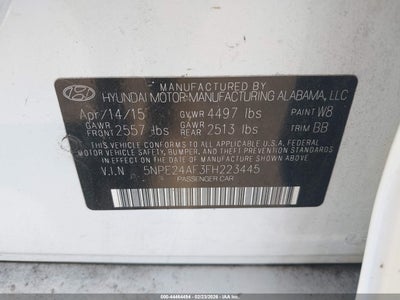 MANUFACTURED BY
HYUNDAI MOTOR MANUFACTURING ALABAMA, LLC
Apr/14/15 GVWR 4497 lbs PAINT W8
GAWR FRONT 2557 lbs GAWR REAR 2513 lbs TRIM BB
THIS VEHICLE CONFORMS TO ALL APPLICABLE U.S. FEDERAL
MOTOR VEHICLE SAFETY, BUMPER, AND THEFT PREVENTION
STANDARDS IN EFFECT ON THE DATE OF MANUFACTURE SHOWN ABOVE.
V.I.N 5NPE24AF3FH223445
PASSENGER CAR
000-44464484 - 02/23/2026 - IAAI.COM